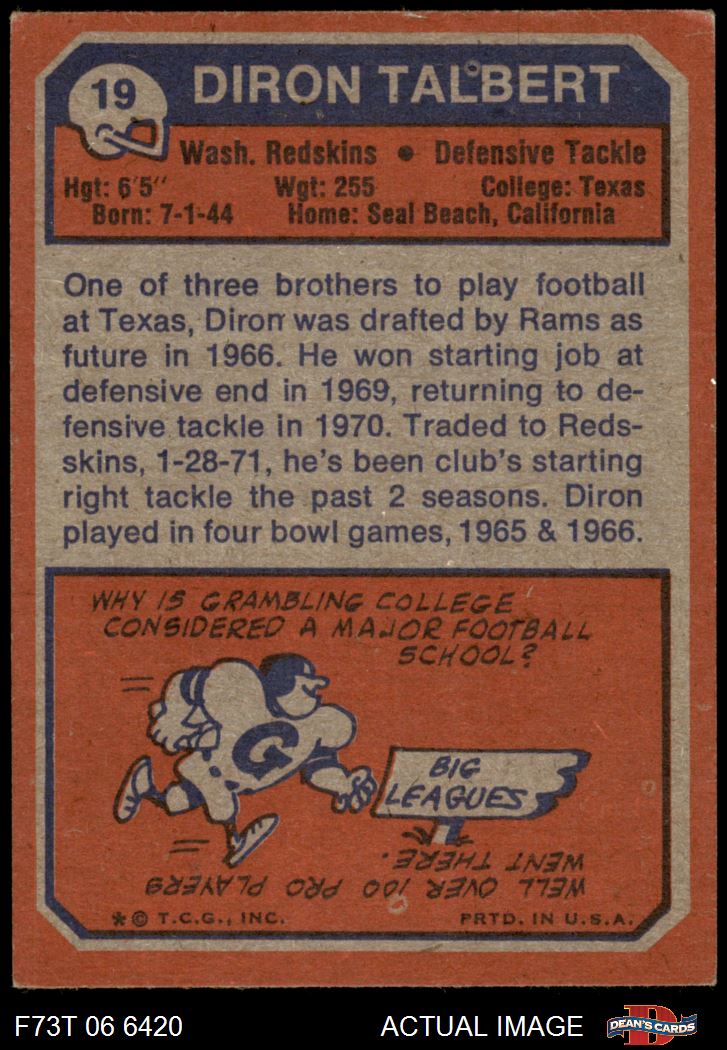 19
DIRON TALBERT
Wash. Redskins • Defensive Tackle
Hgt: 6'5" Wgt: 255 College: Texas
Born: 7-1-44 Home: Seal Beach, California
One of three brothers to play football
at Texas, Diron was drafted by Rams as
future in 1966. He won starting job at
defensive end in 1969, returning to de-
fensive tackle in 1970. Traded to Reds-
skins, 1-28-71, he's been club's starting
right tackle the past 2 seasons. Diron
played in four bowl games, 1965 & 1966.
WHY IS GRAMBLING COLLEGE
CONSIDERED A MAJOR FOOTBALL
SCHOOL?
G
BIG
LEAGUES
WELL OVER 100 PRO PLAYERS
WENT THERE.
* © T.C.G., INC. PRTD. IN U.S.A.
F73T 06 6420 ACTUAL IMAGE
D
DEAN'S CARDS